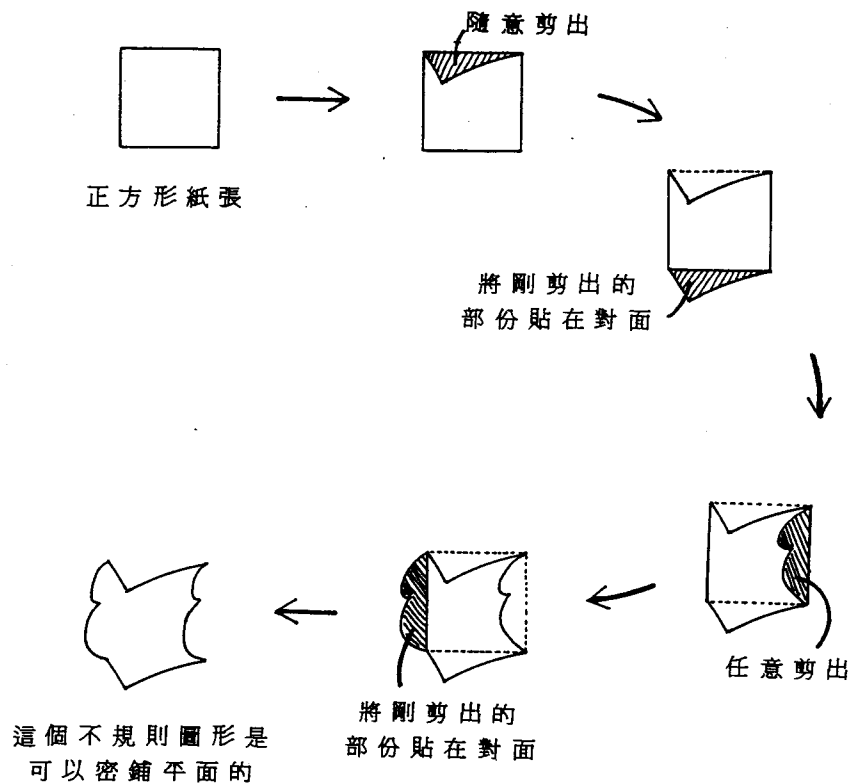 隨意剪出
正方形紙張
將剛剪出的
部份貼在對面
任意剪出
將剛剪出的
部份貼在對面
這個不規則圖形是
可以密鋪平面的